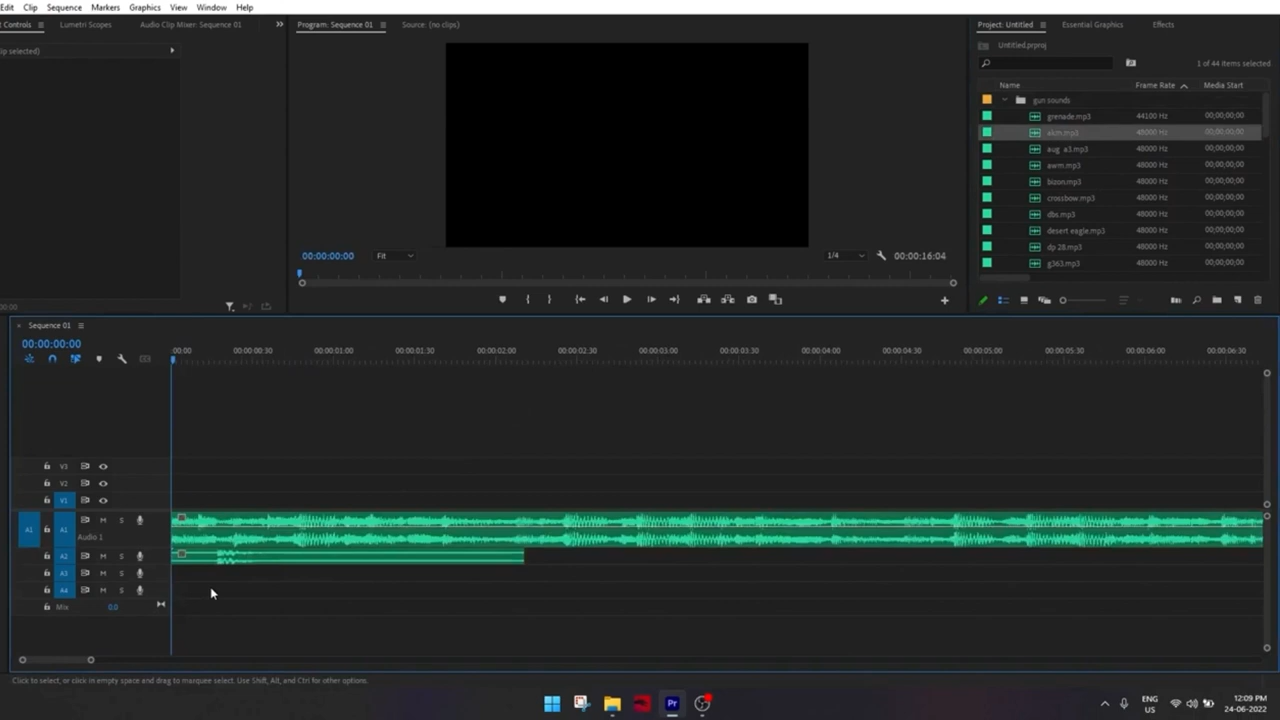 Edit Clip Sequence Markers Graphics View Window Help
t Controls Lumetri Scopes Audio Clip Mixer: Sequence 01
Program: Sequence 01 Source: (no clips)
Project: Untitled Essential Graphics Effects
lip selected)
Untitled.prproj
1 of 44 items selected
Name Frame Rate Media Start
gun sounds
grenade.mp3 44100 Hz 00;00;00;00
akm.mp3 48000 Hz 00;00;00;00
aug a3.mp3 48000 Hz 00;00;00;00
awm.mp3 48000 Hz 00;00;00;00
bizon.mp3 48000 Hz 00;00;00;00
crossbow.mp3 48000 Hz 00;00;00;00
dbs.mp3 48000 Hz 00;00;00;00
desert eagle.mp3 48000 Hz 00;00;00;00
dp 28.mp3 48000 Hz 00;00;00;00
g363.mp3 48000 Hz 00;00;00;00
00:00:00:00 Fit 1/4 00:00:16:04
00:00
Sequence 01
00:00:00:00
:00:00 00:00:00:30 00:00:01:00 00:00:01:30 00:00:02:00 00:00:02:30 00:00:03:00 00:00:03:30 00:00:04:00 00:00:04:30 00:00:05:00 00:00:05:30 00:00:06:00 00:00:06:30
V3
V2
V1
A1 A1 M S
Audio 1
A2 M S
A3 M S
A4 M S
Mix 0.0
Click to select, or click in empty space and drag to marquee select. Use Shift, Alt, and Ctrl for other options.
Pr
ENG
US
12:09 PM
24-06-2022